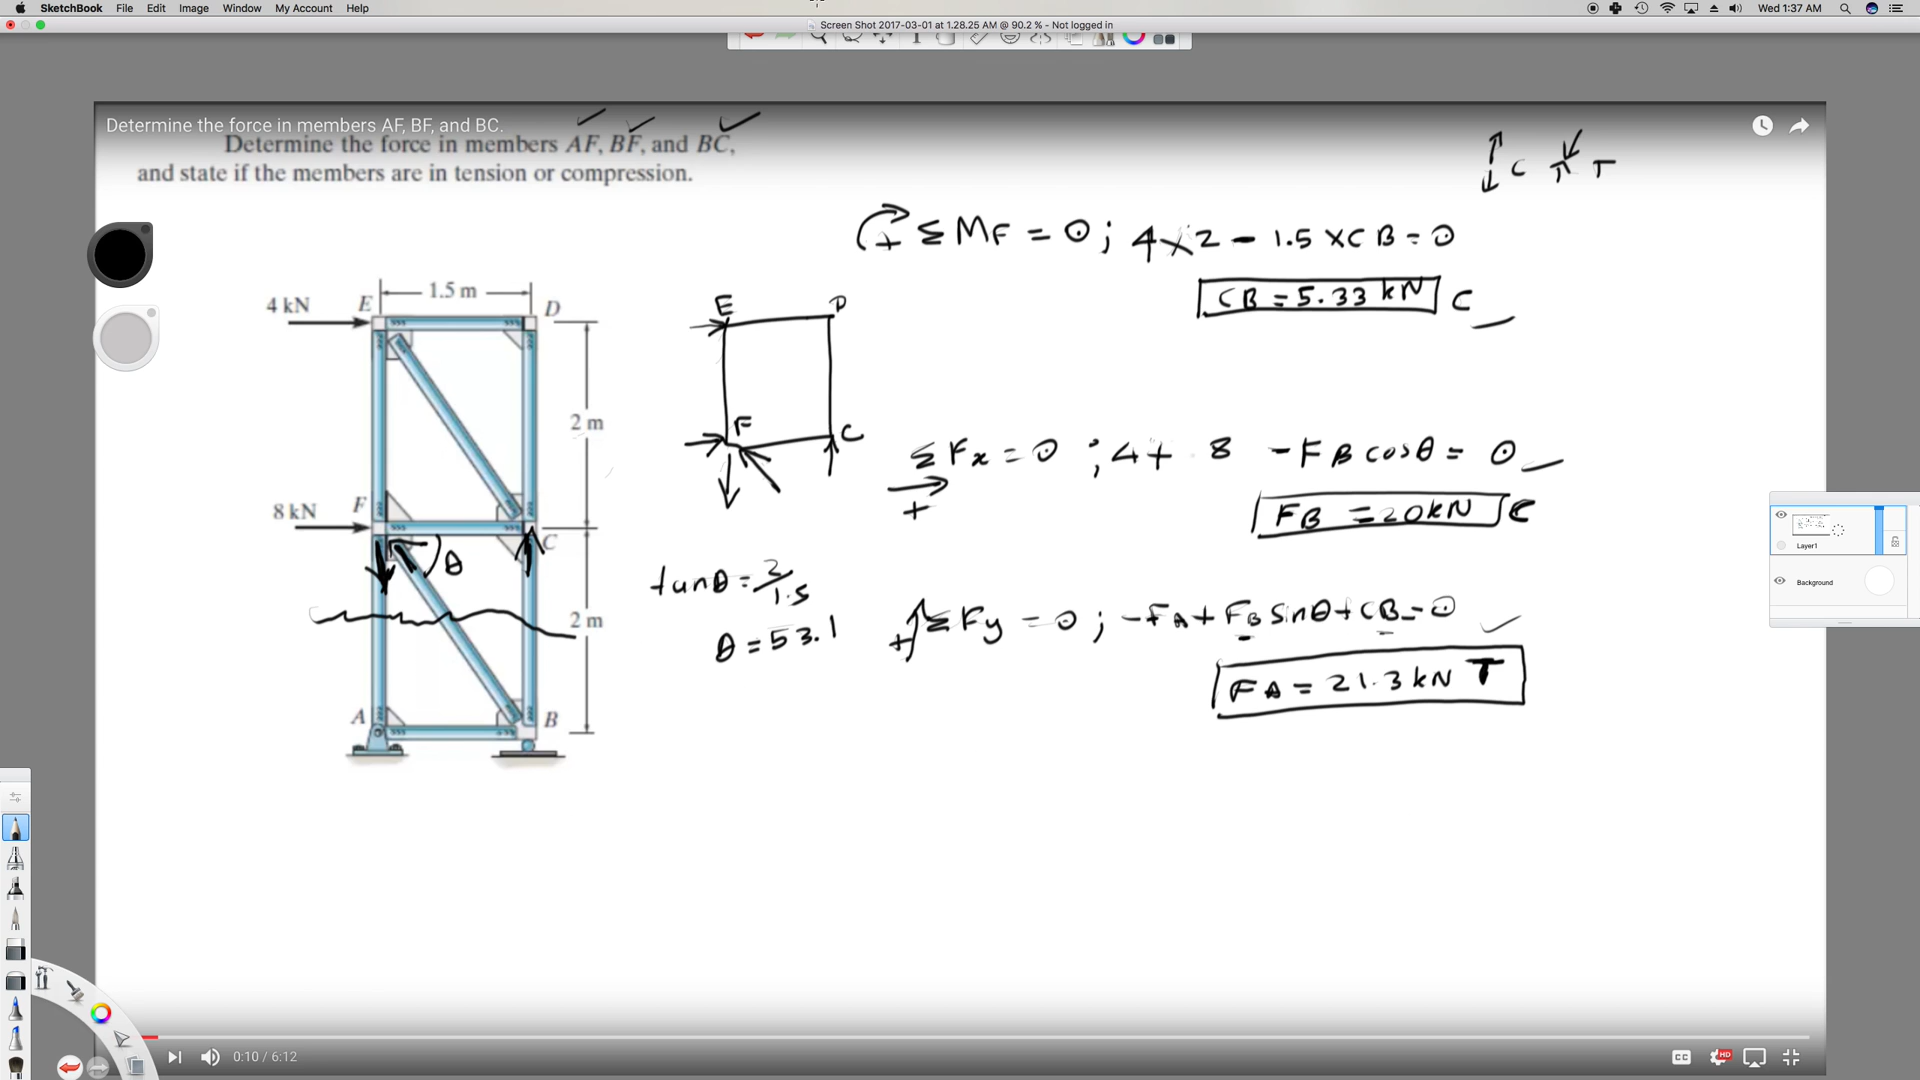 SketchBook File Edit Image Window My Account Help
Wed 1:37 AM
Screen Shot 2017-03-01 at 1.28.25 AM @ 90.2 % - Not logged in
Determine the force in members AF, BF, and BC.
Determine the force in members AF, BF, and BC,
and state if the members are in tension or compression.
C T
+ ΣMF = 0; 4×2 - 1.5×CB = 0
CB = 5.33 kN C
4 kN E 1.5 m D
2 m
8 kN F
C
θ
2 m
A B
E D
F
C
ΣFx = 0 ; 4 + 8 - FB cosθ = 0
+
FB = 20kN C
tanθ = 2/1.5
θ = 53.1
+ ΣFy = 0 ; -FA + FB sinθ + CB = 0
FA = 21.3 kN T
Layer1
Background
0:10 / 6:12
CC HD